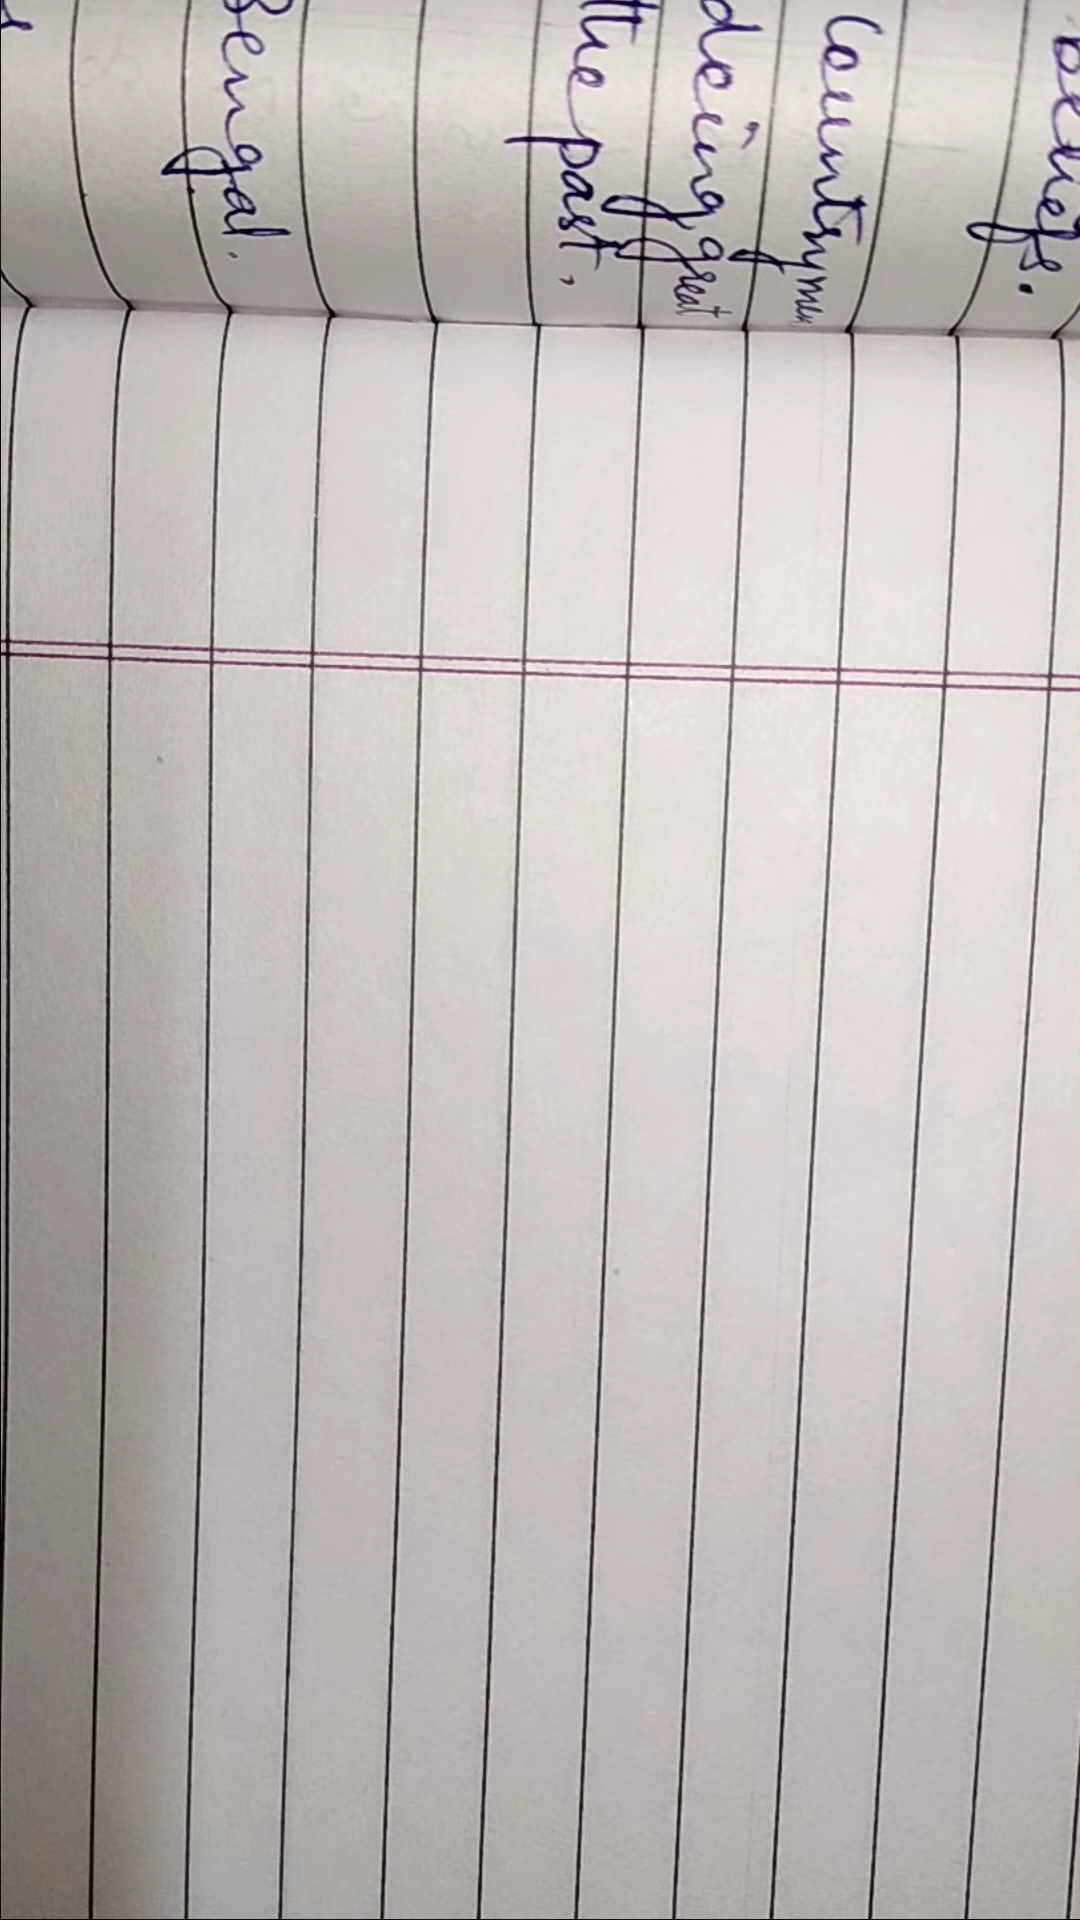 beliefs.
Countrymen
doing great
the past,
Bengal.